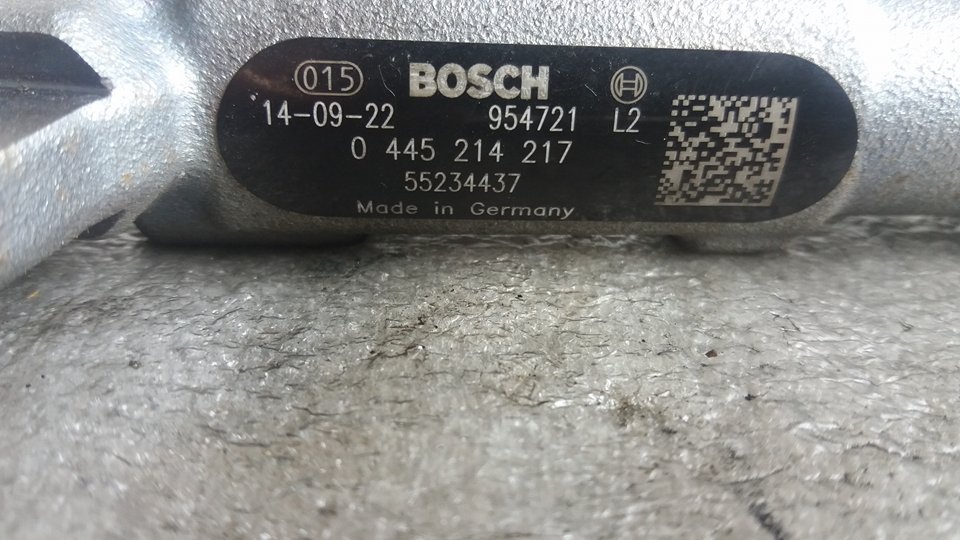 015 BOSCH
14-09-22 954721 L2
0 445 214 217
55234437
Made in Germany